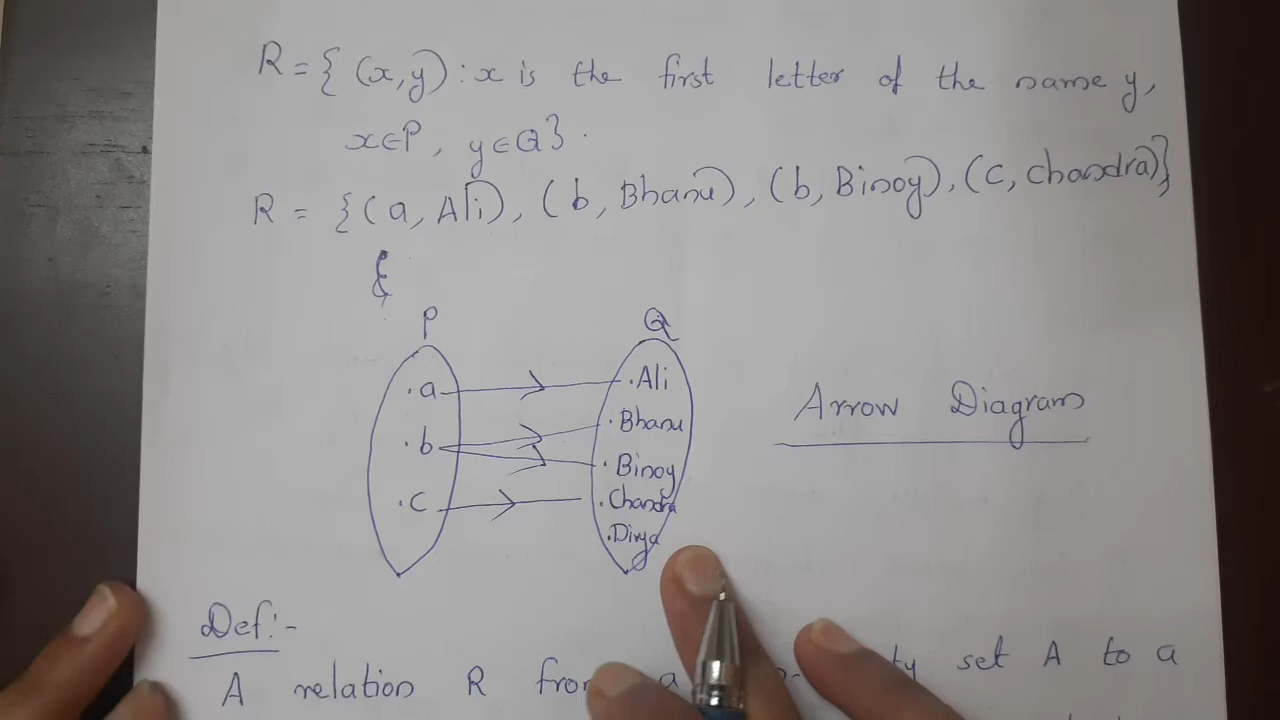 R = { (x,y) : x is the first letter of the name y,
x∈P, y∈Q}.
R = {(a, Ali), (b, Bhanu), (b, Binoy), (c, Chandra)}
{
P
Q
.a
.Ali
.Bhanu
.b
.Binoy
.c
.Chandra
.Divya
Arrow Diagram
Def:-
A relation R from a set A to a